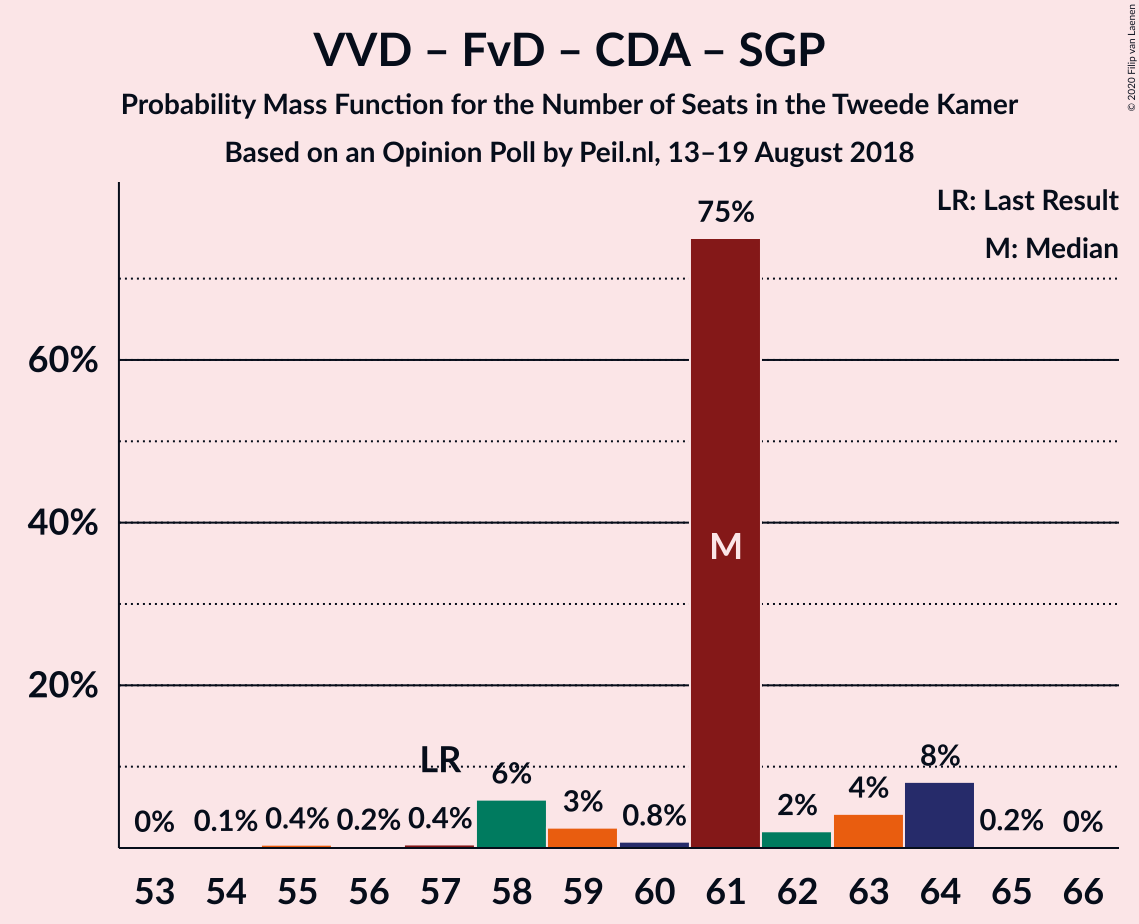 VVD – FvD – CDA – SGP
Probability Mass Function for the Number of Seats in the Tweede Kamer
Based on an Opinion Poll by Peil.nl, 13–19 August 2018
© 2020 Filip van Laenen
LR: Last Result
M: Median
60%
40%
20%
0% 0.1% 0.4% 0.2% 0.4% 6% 3% 0.8% 75% 2% 4% 8% 0.2% 0%
LR
M
53 54 55 56 57 58 59 60 61 62 63 64 65 66